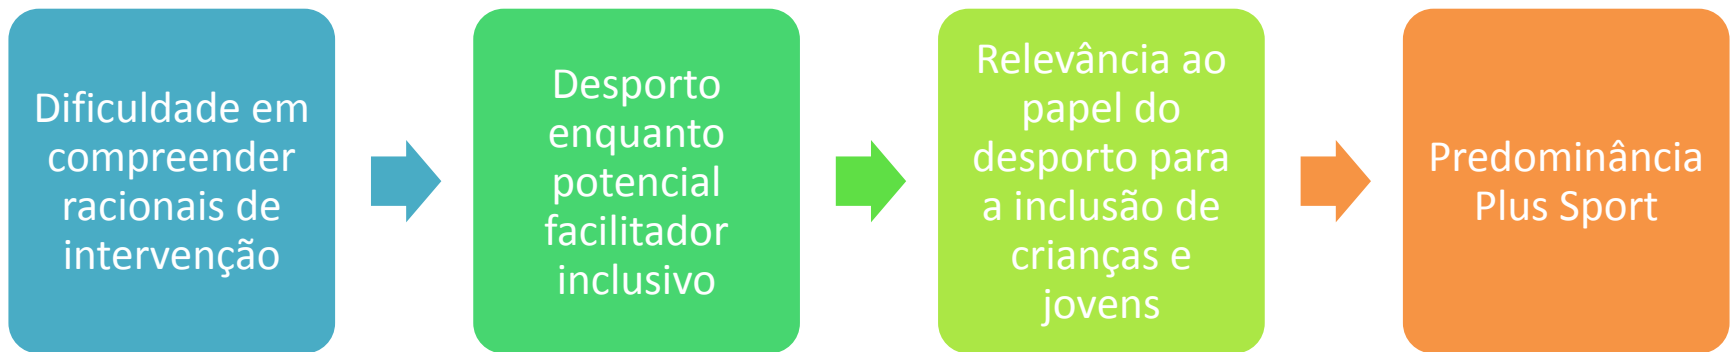 Dificuldade em
compreender
racionais de
intervenção
Desporto
enquanto
potencial
facilitador
inclusivo
Relevância ao
papel do
desporto para
a inclusão de
crianças e
jovens
Predominância
Plus Sport